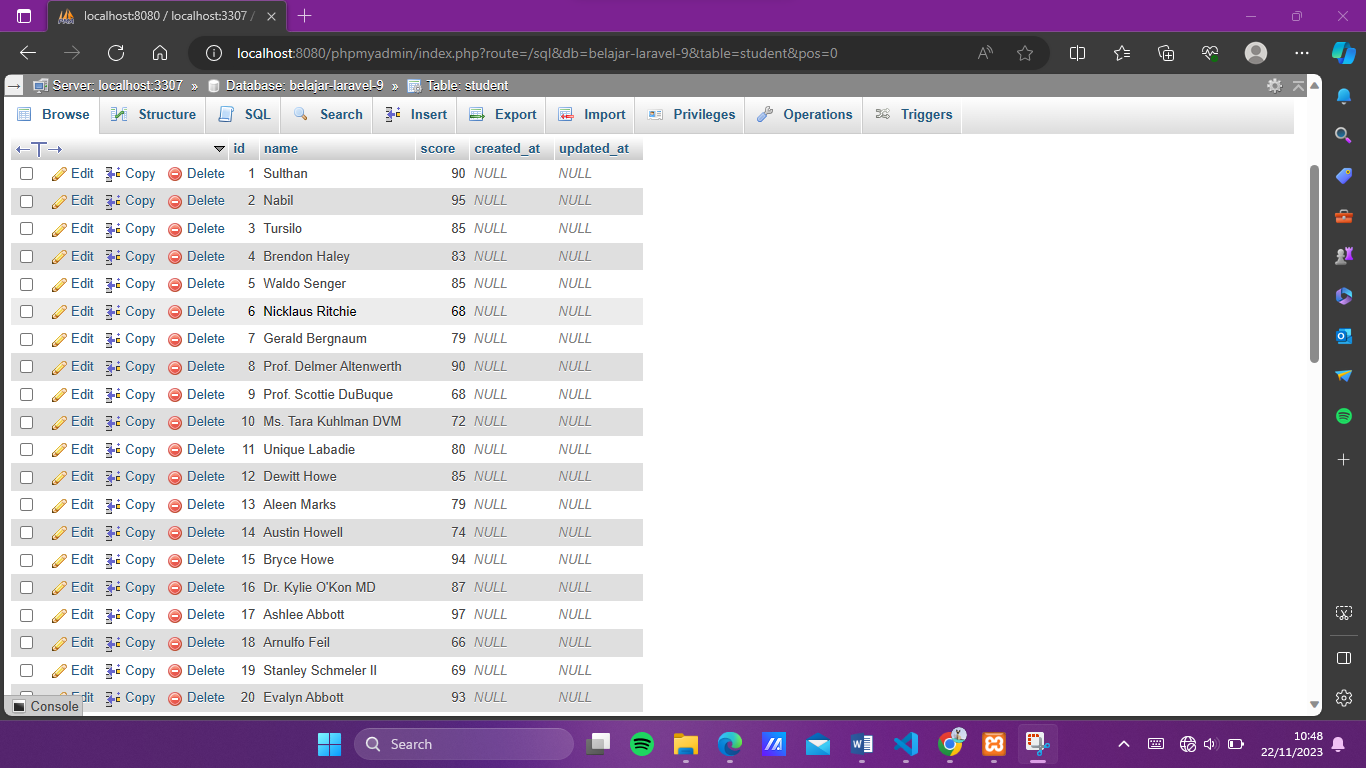 localhost:8080 / localhost:3307 /
localhost:8080/phpmyadmin/index.php?route=/sql&db=belajar-laravel-9&table=student&pos=0
Server: localhost:3307 » Database: belajar-laravel-9 » Table: student
Browse Structure SQL Search Insert Export Import Privileges Operations Triggers
id name score created_at updated_at
Edit Copy Delete 1 Sulthan 90 NULL NULL
Edit Copy Delete 2 Nabil 95 NULL NULL
Edit Copy Delete 3 Tursilo 85 NULL NULL
Edit Copy Delete 4 Brendon Haley 83 NULL NULL
Edit Copy Delete 5 Waldo Senger 85 NULL NULL
Edit Copy Delete 6 Nicklaus Ritchie 68 NULL NULL
Edit Copy Delete 7 Gerald Bergnaum 79 NULL NULL
Edit Copy Delete 8 Prof. Delmer Altenwerth 90 NULL NULL
Edit Copy Delete 9 Prof. Scottie DuBuque 68 NULL NULL
Edit Copy Delete 10 Ms. Tara Kuhlman DVM 72 NULL NULL
Edit Copy Delete 11 Unique Labadie 80 NULL NULL
Edit Copy Delete 12 Dewitt Howe 85 NULL NULL
Edit Copy Delete 13 Aleen Marks 79 NULL NULL
Edit Copy Delete 14 Austin Howell 74 NULL NULL
Edit Copy Delete 15 Bryce Howe 94 NULL NULL
Edit Copy Delete 16 Dr. Kylie O'Kon MD 87 NULL NULL
Edit Copy Delete 17 Ashlee Abbott 97 NULL NULL
Edit Copy Delete 18 Arnulfo Feil 66 NULL NULL
Edit Copy Delete 19 Stanley Schmeler II 69 NULL NULL
Edit Copy Delete 20 Evalyn Abbott 93 NULL NULL
Console
Search
10:48
22/11/2023